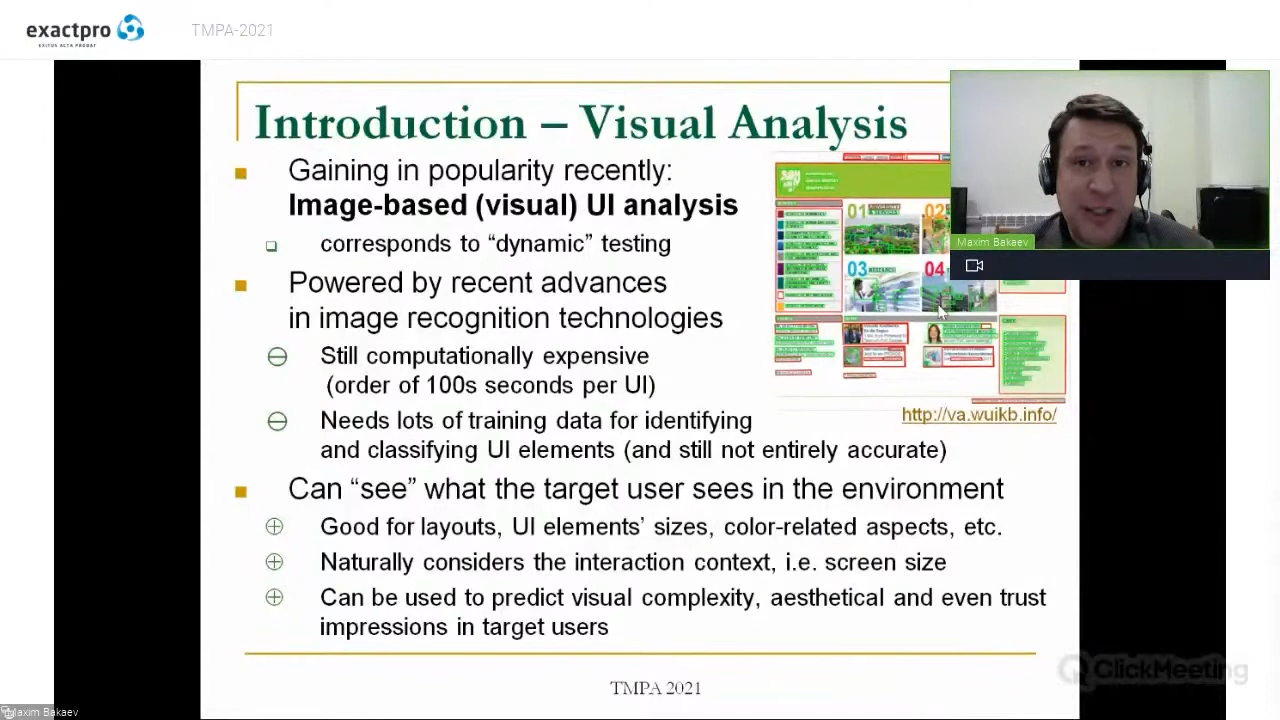 exactpro
EXITUS ACTA PROBAT
TMPA-2021
Introduction – Visual Analysis
Gaining in popularity recently:
Image-based (visual) UI analysis
corresponds to “dynamic” testing
Powered by recent advances
in image recognition technologies
Still computationally expensive
(order of 100s seconds per UI)
Needs lots of training data for identifying
and classifying UI elements (and still not entirely accurate)
Can “see” what the target user sees in the environment
Good for layouts, UI elements’ sizes, color-related aspects, etc.
Naturally considers the interaction context, i.e. screen size
Can be used to predict visual complexity, aesthetical and even trust
impressions in target users
01
02
03
04
http://va.wuikb.info/
Maxim Bakaev
TMPA 2021
ClickMeeting
Maxim Bakaev